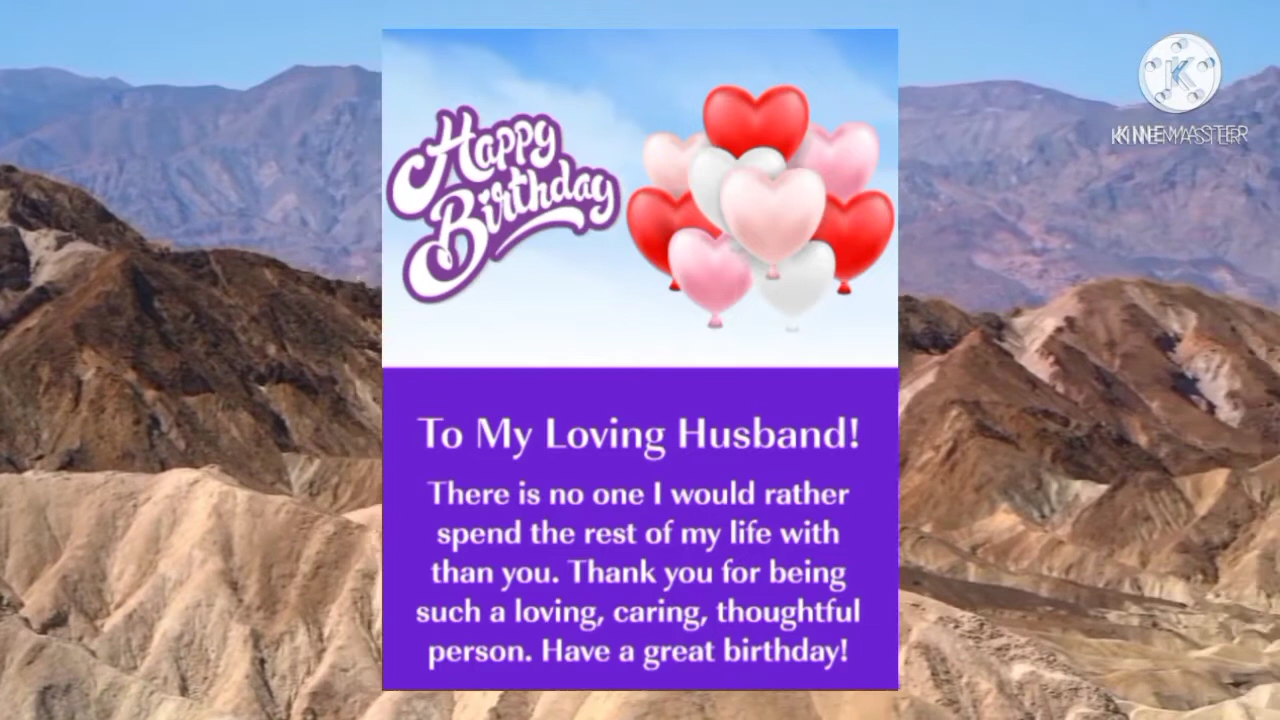 Happy
Birthday
K
KINEMASTER
To My Loving Husband!
There is no one I would rather
spend the rest of my life with
than you. Thank you for being
such a loving, caring, thoughtful
person. Have a great birthday!